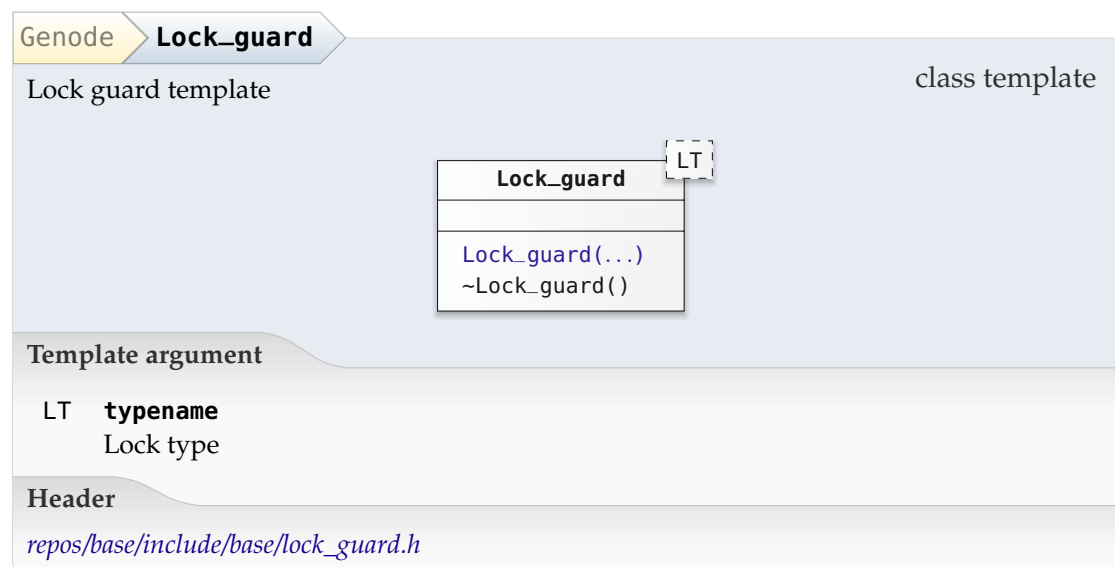 Genode Lock_guard
Lock guard template
class template
LT
Lock_guard
Lock_guard(...)
~Lock_guard()
Template argument
LT typename
Lock type
Header
repos/base/include/base/lock_guard.h